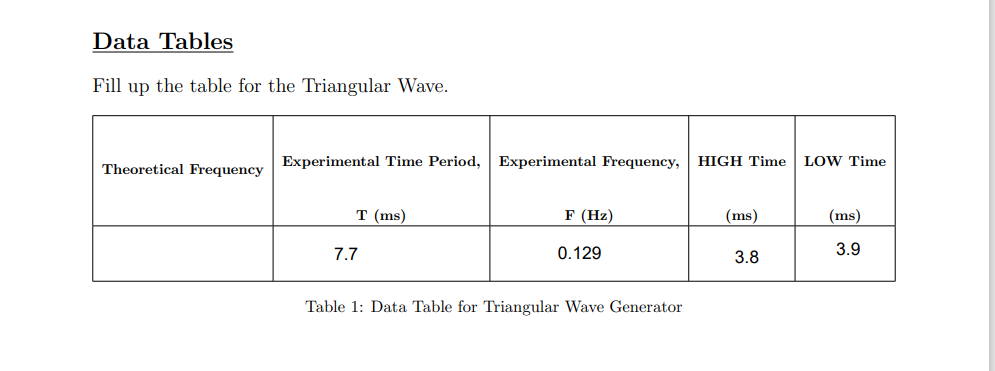 Data Tables
Fill up the table for the Triangular Wave.
Theoretical Frequency
Experimental Time Period,
T (ms)
Experimental Frequency,
F (Hz)
HIGH Time
(ms)
LOW Time
(ms)
7.7
0.129
3.8
3.9
Table 1: Data Table for Triangular Wave Generator